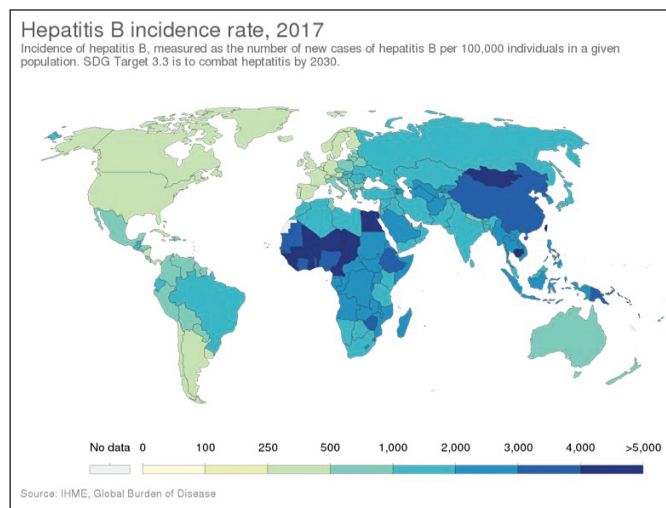 Hepatitis B incidence rate, 2017
Incidence of hepatitis B, measured as the number of new cases of hepatitis B per 100,000 individuals in a given
population. SDG Target 3.3 is to combat heptatitis by 2030.
No data 0 100 250 500 1,000 2,000 3,000 4,000 >5,000
Source: IHME, Global Burden of Disease